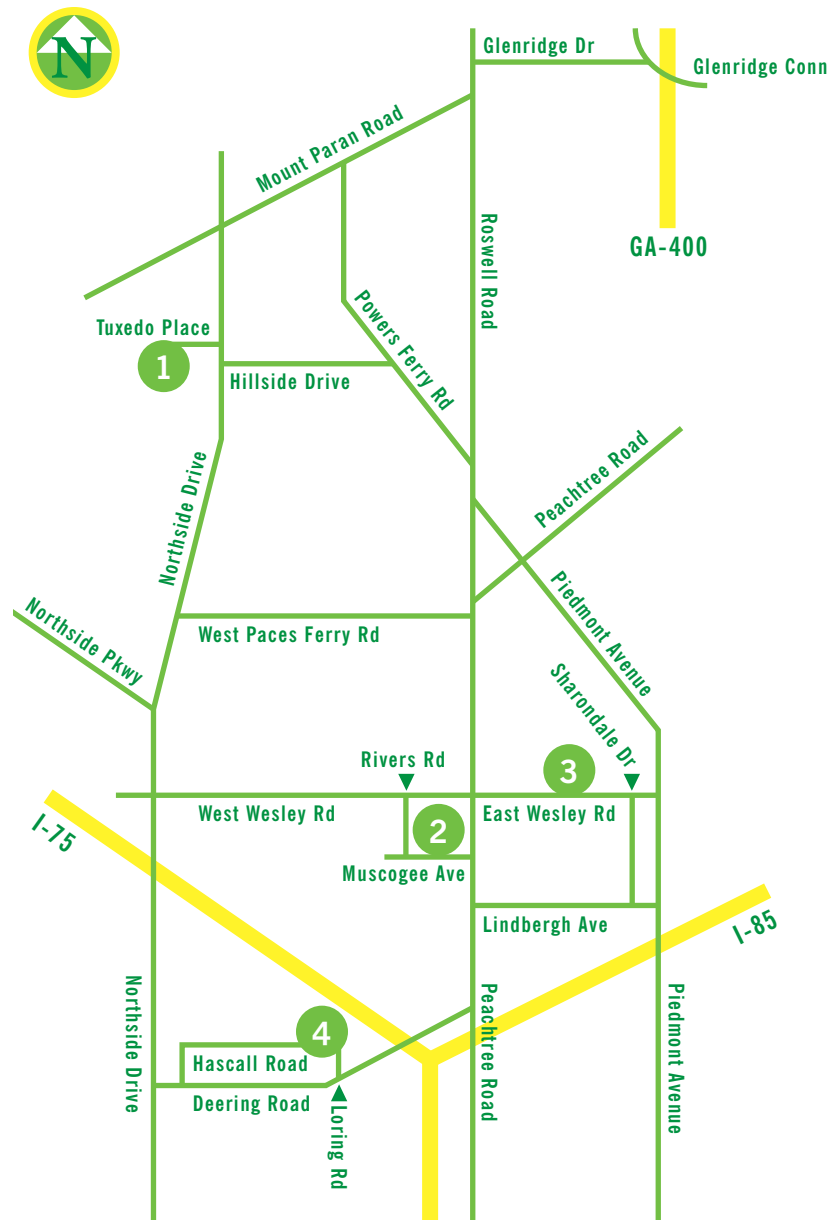 N
Glenridge Dr
Glenridge Conn
Mount Paran Road
Roswell Road
GA-400
Tuxedo Place
1
Powers Ferry Rd
Hillside Drive
Peachtree Road
Northside Drive
Piedmont Avenue
Northside Pkwy
West Paces Ferry Rd
Sharondale Dr
Rivers Rd
3
I-75
West Wesley Rd
East Wesley Rd
2
Muscogee Ave
Lindbergh Ave
I-85
Northside Drive
Peachtree Road
Piedmont Avenue
4
Hascall Road
Deering Road
Loring Rd